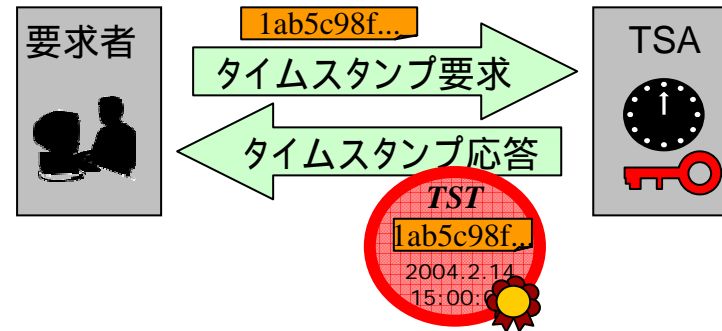 要求者
1ab5c98f...
タイムスタンプ要求
TSA
タイムスタンプ応答
TST
1ab5c98f...
2004.2.14
15:00: